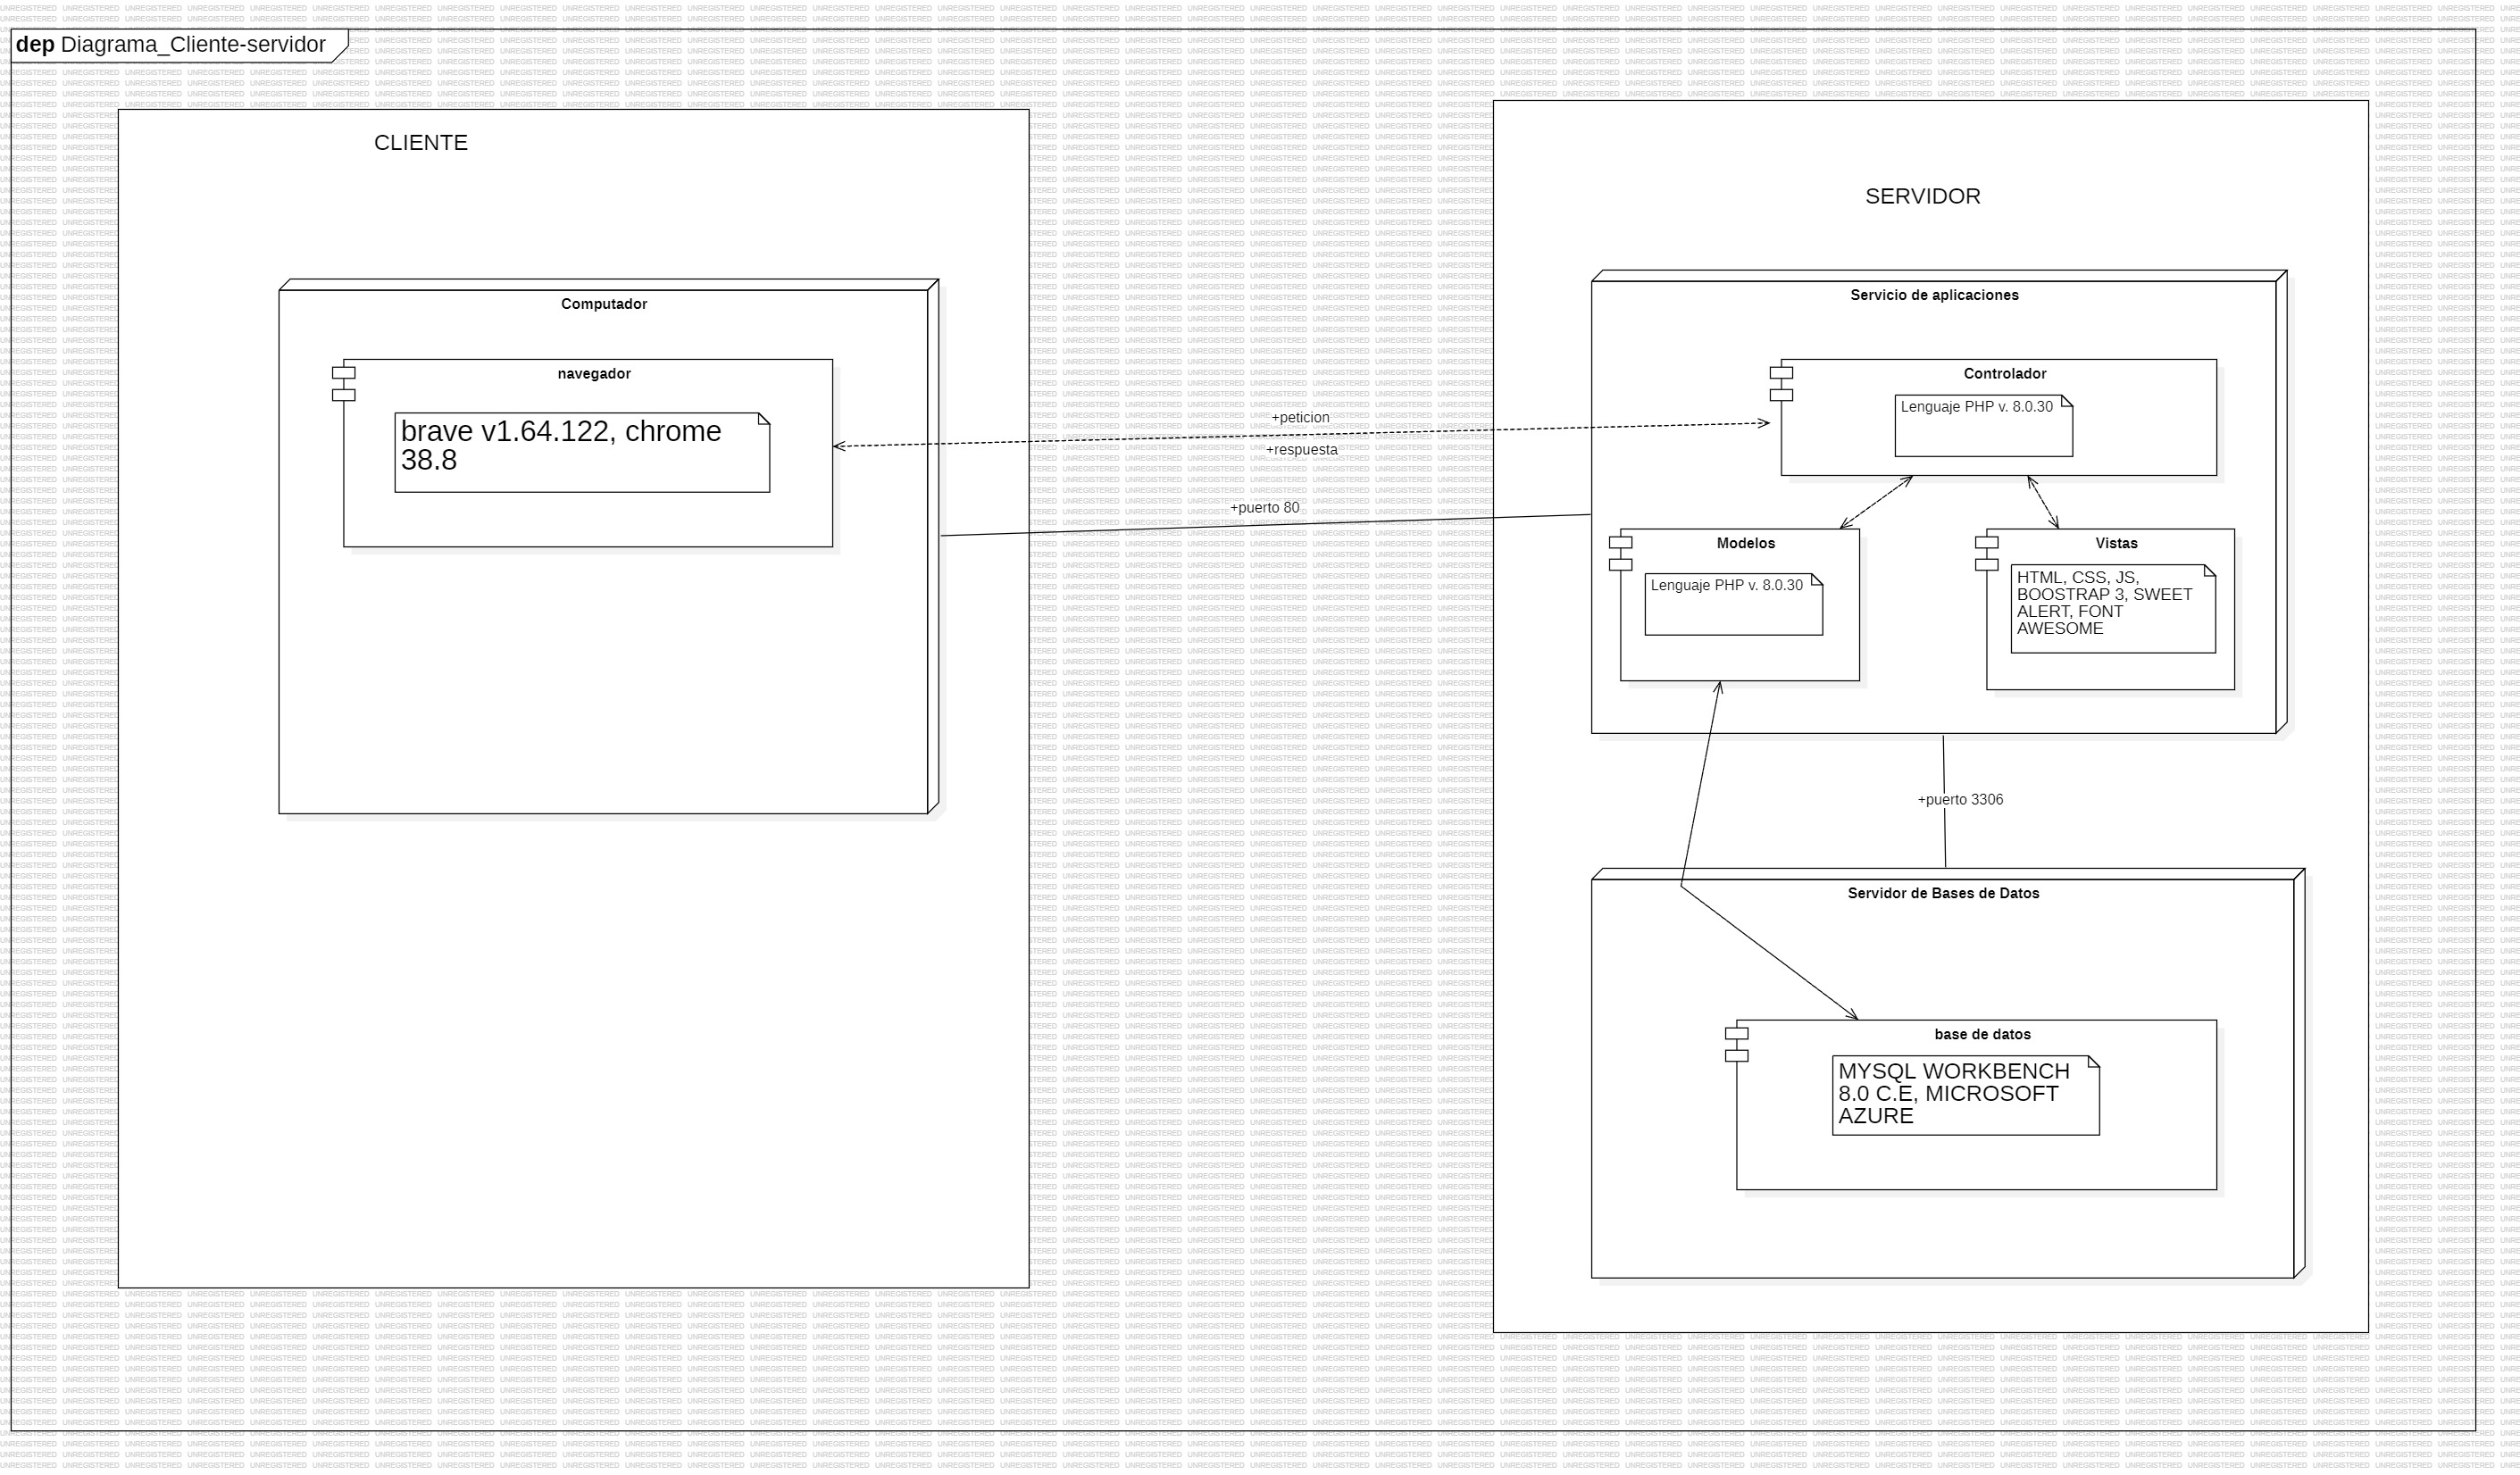 dep Diagrama_Cliente-servidor
CLIENTE
Computador
navegador
brave v1.64.122, chrome
38.8
+peticion
+respuesta
+puerto 80
SERVIDOR
Servicio de aplicaciones
Controlador
Lenguaje PHP v. 8.0.30
Modelos
Lenguaje PHP v. 8.0.30
Vistas
HTML, CSS, JS,
BOOSTRAP 3, SWEET
ALERT, FONT
AWESOME
+puerto 3306
Servidor de Bases de Datos
base de datos
MYSQL WORKBENCH
8.0 C.E, MICROSOFT
AZURE
UNREGISTERED